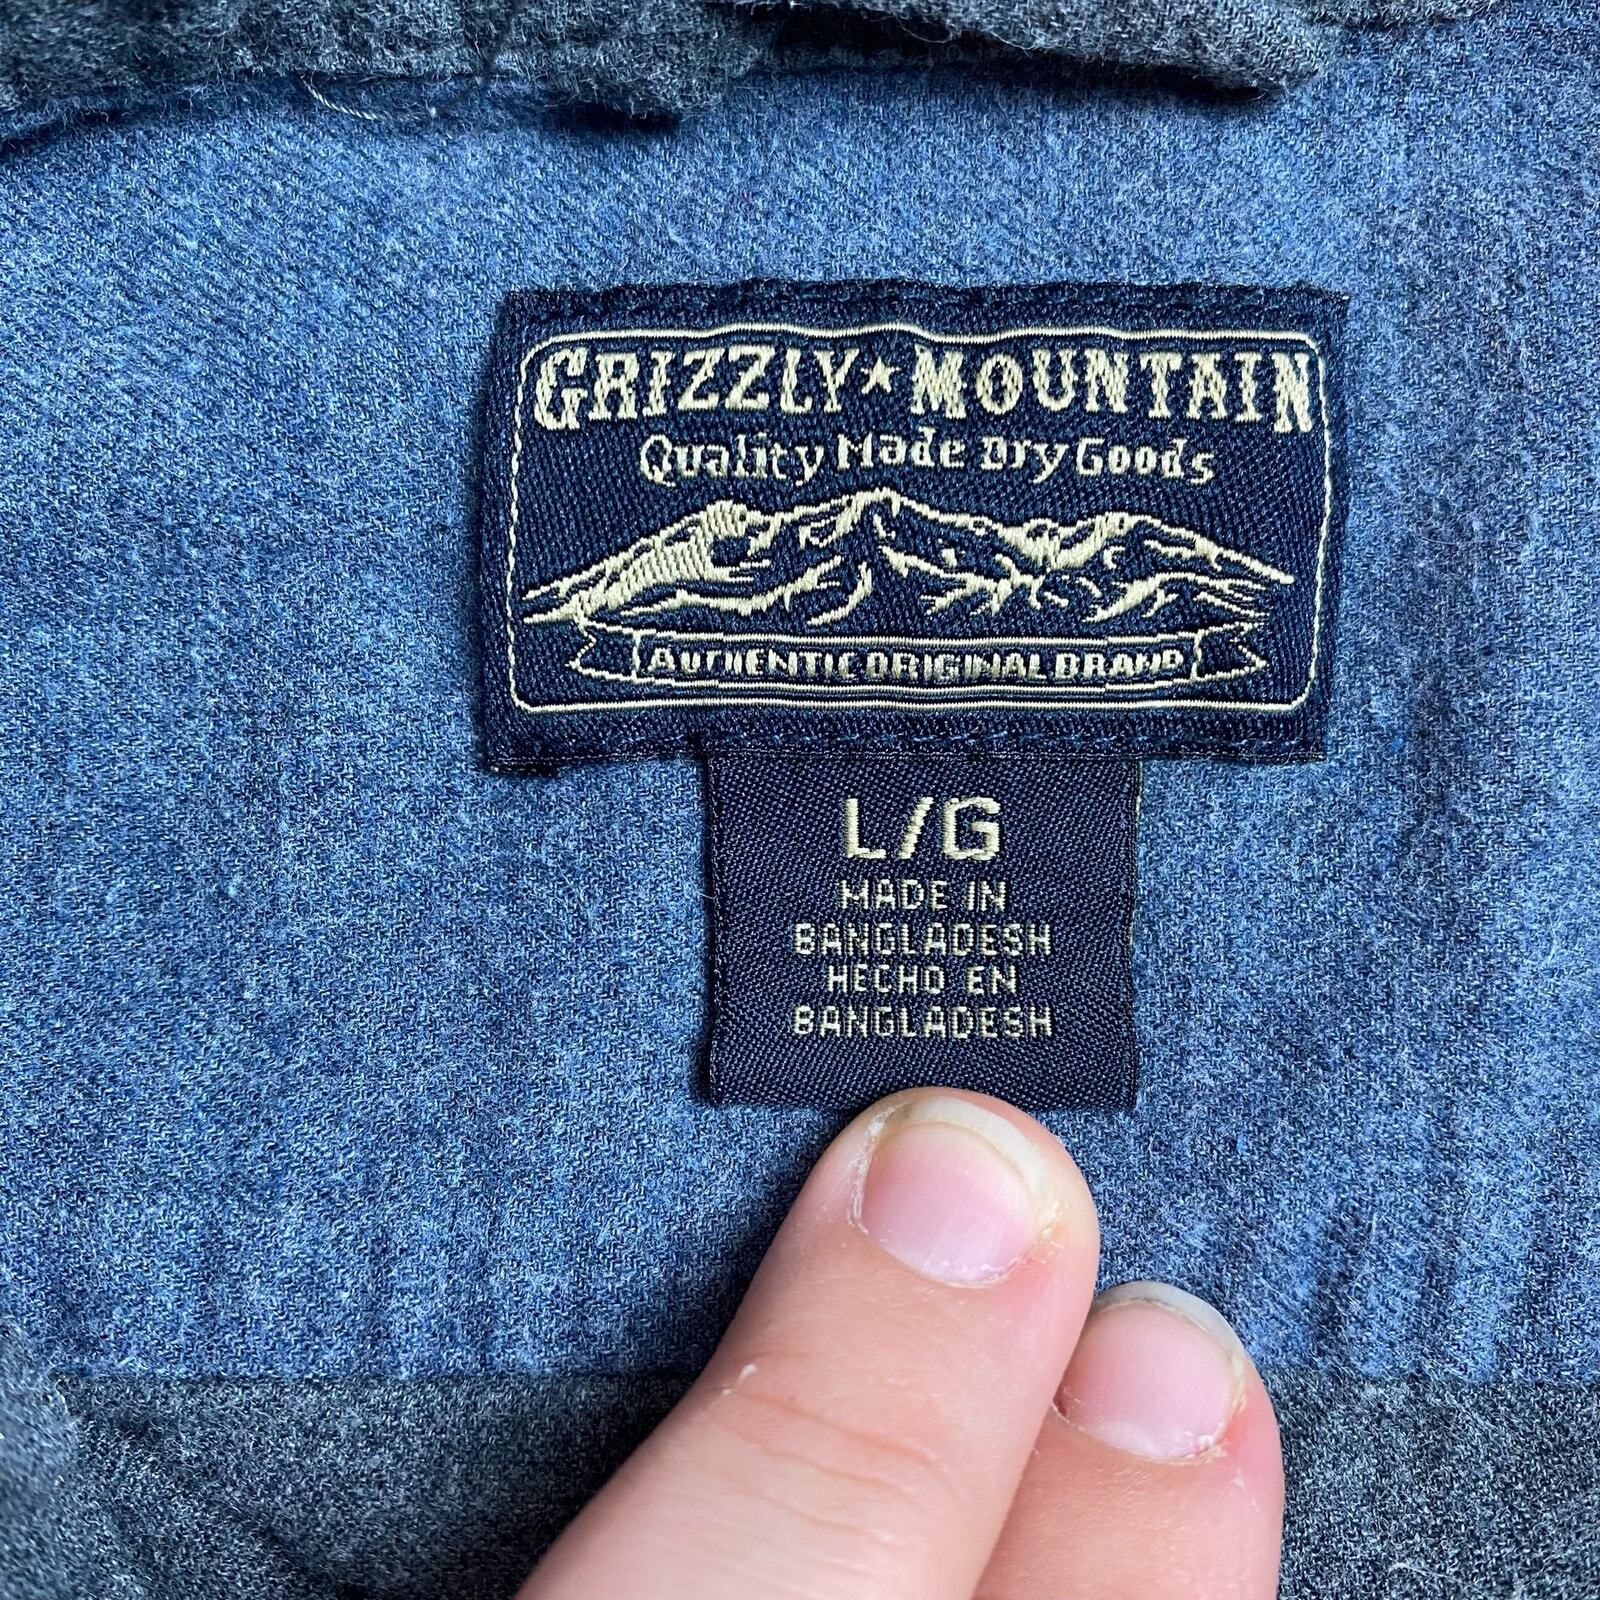 GRIZZLY★MOUNTAIN
Quality Made Dry Goods
AUTHENTIC ORIGINAL BRAND
L/G
MADE IN
BANGLADESH
HECHO EN
BANGLADESH